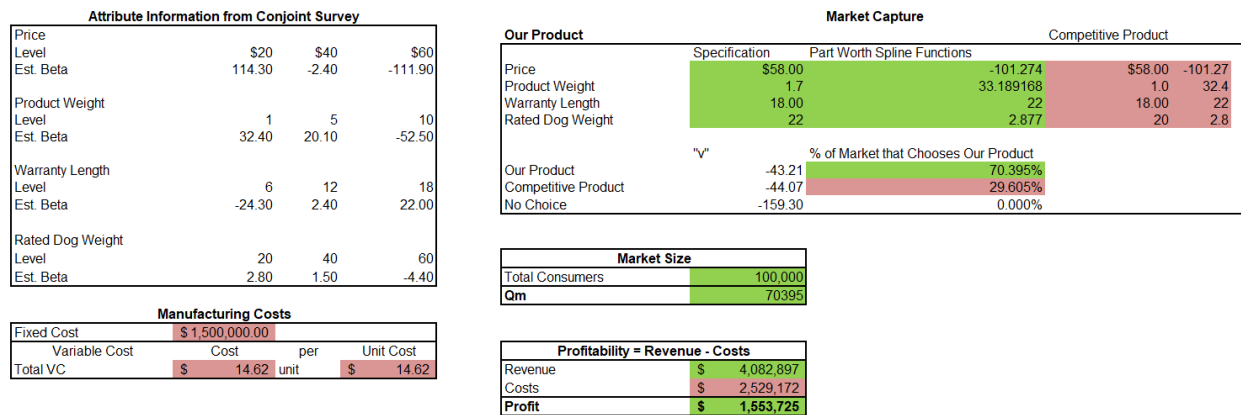 Attribute Information from Conjoint Survey
Price
Level $20 $40 $60
Est. Beta 114.30 -2.40 -111.90
Product Weight
Level 1 5 10
Est. Beta 32.40 20.10 -52.50
Warranty Length
Level 6 12 18
Est. Beta -24.30 2.40 22.00
Rated Dog Weight
Level 20 40 60
Est. Beta 2.80 1.50 -4.40
Manufacturing Costs
Fixed Cost $ 1,500,000.00
Variable Cost Cost per Unit Cost
Total VC $ 14.62 unit $ 14.62
Market Capture
Our Product Competitive Product
Specification Part Worth Spline Functions
Price $58.00 -101.274 $58.00 -101.27
Product Weight 1.7 33.189168 1.0 32.4
Warranty Length 18.00 22 18.00 22
Rated Dog Weight 22 2.877 20 2.8
"v" % of Market that Chooses Our Product
Our Product -43.21 70.395%
Competitive Product -44.07 29.605%
No Choice -159.30 0.000%
Market Size
Total Consumers 100,000
Qm 70395
Profitability = Revenue - Costs
Revenue $ 4,082,897
Costs $ 2,529,172
Profit $ 1,553,725